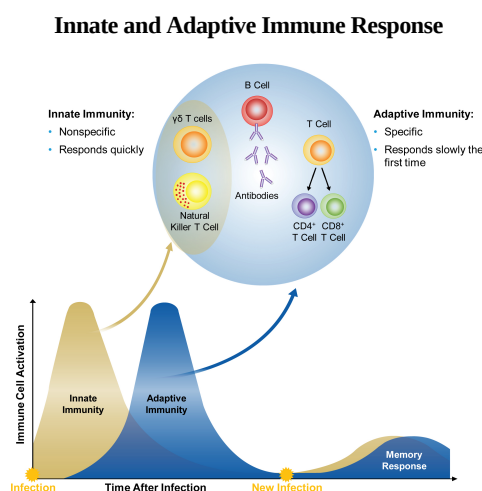 Innate and Adaptive Immune Response
Innate Immunity:
• Nonspecific
• Responds quickly
B Cell
γδ T cells
T Cell
Natural
Killer T Cell
Antibodies
CD4⁺
T Cell
CD8⁺
T Cell
Adaptive Immunity:
• Specific
• Responds slowly the
first time
Immune Cell Activation
Innate
Immunity
Adaptive
Immunity
Memory
Response
Infection
Time After Infection
New Infection